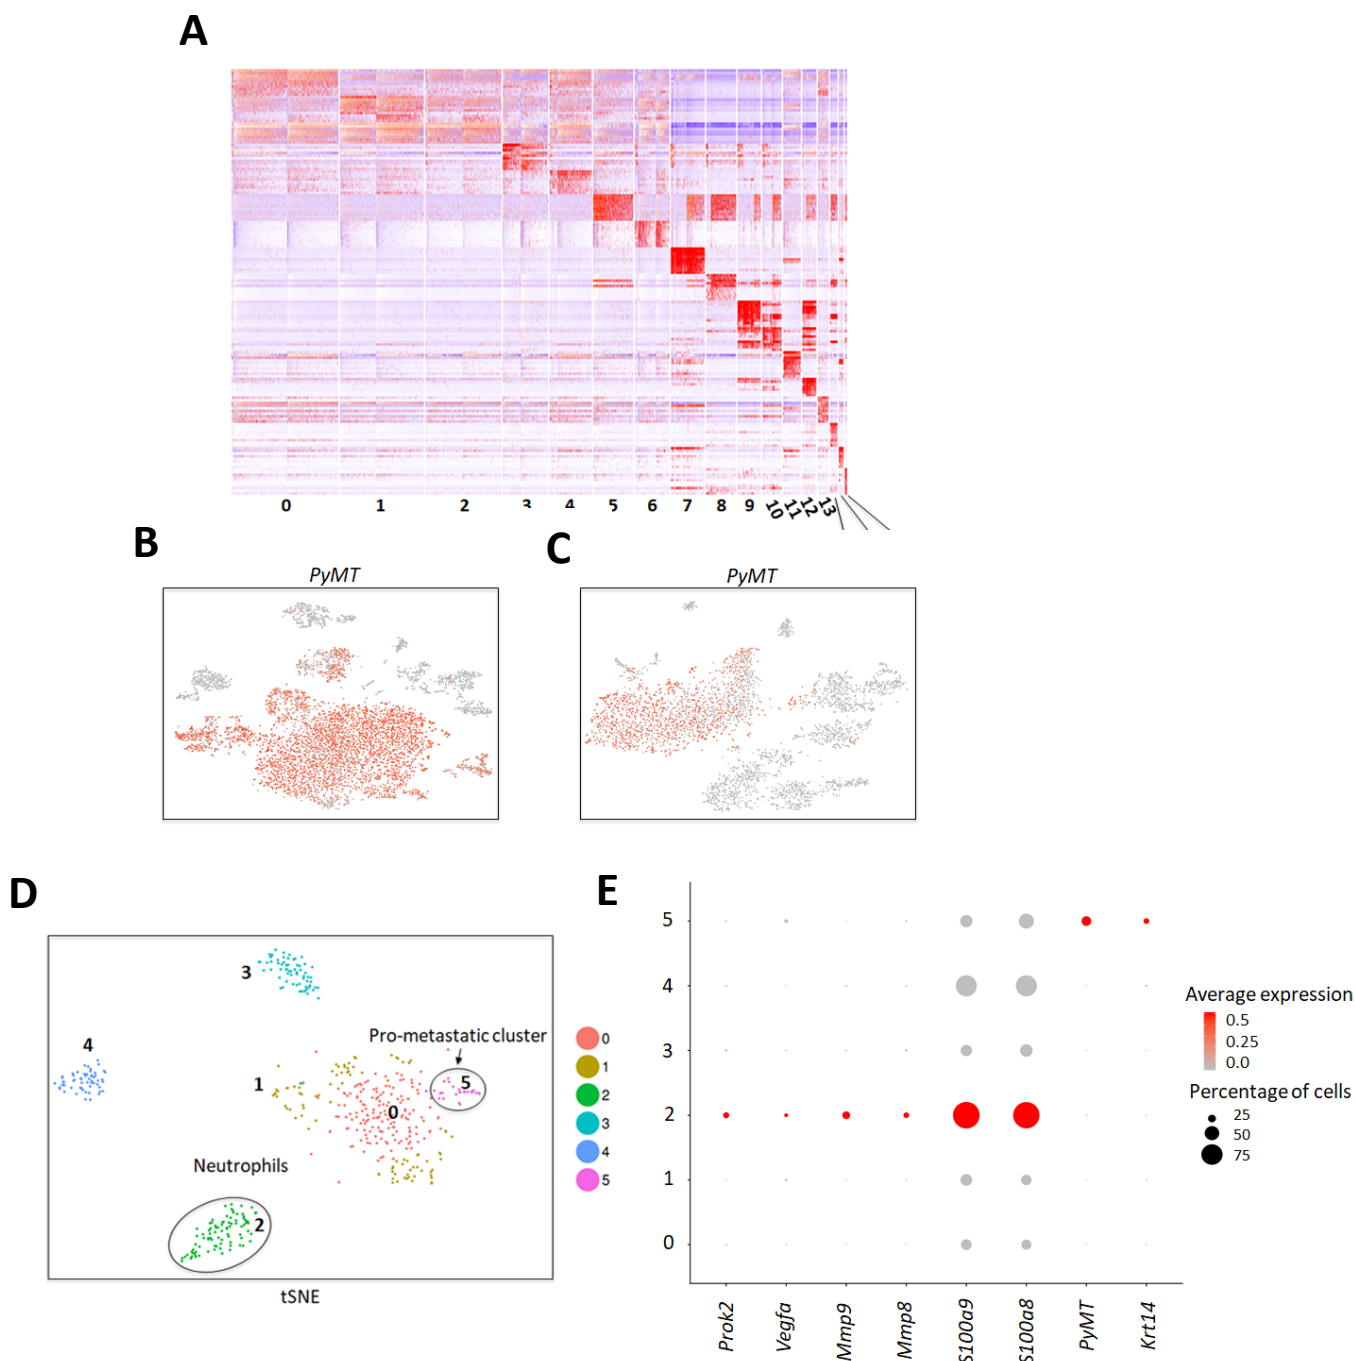 A
0 1 2 3 4 5 6 7 8 9 10 11 12 13
B
PyMT
C
PyMT
D
3
4
Pro-metastatic cluster
5
1
0
Neutrophils
2
tSNE
0
1
2
3
4
5
E
5
4
3
2
1
0
Prok2
Vegfa
Mmp9
Mmp8
S100a9
S100a8
PyMT
Krt14
Average expression
0.5
0.25
0.0
Percentage of cells
25
50
75